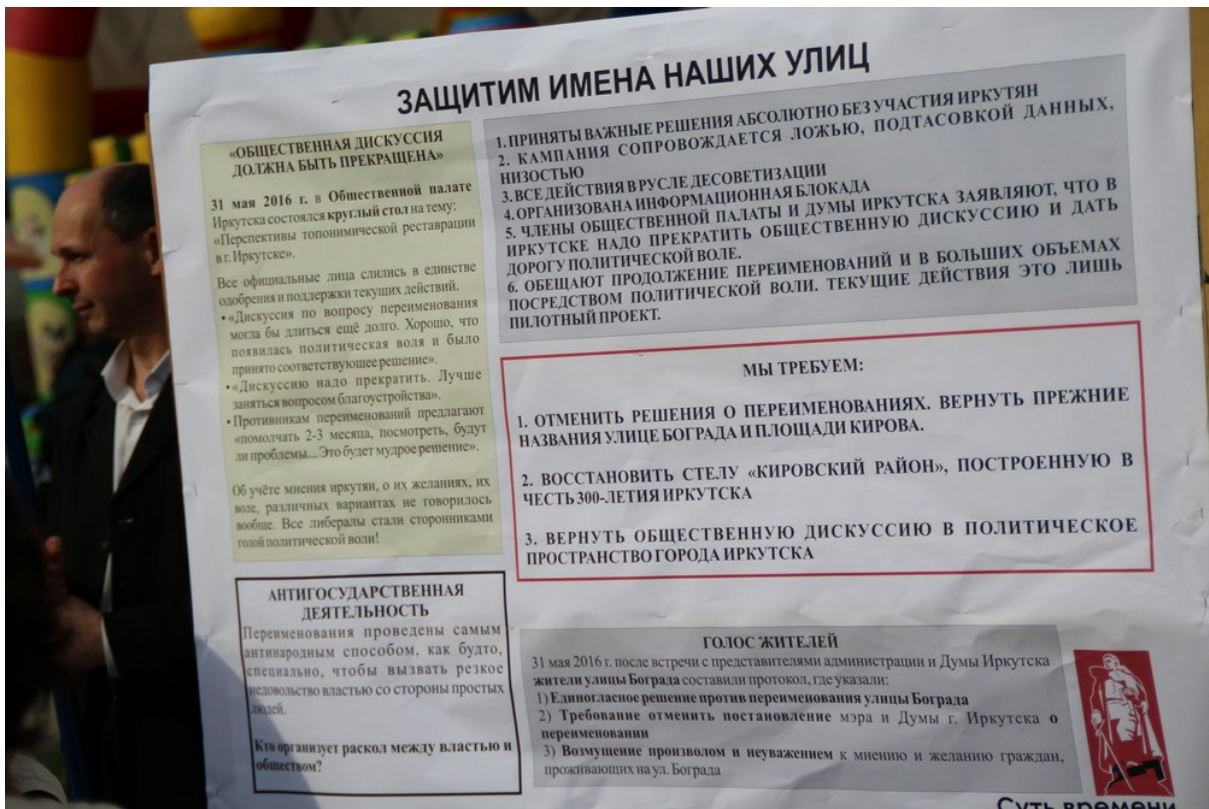 ЗАЩИТИМ ИМЕНА НАШИХ УЛИЦ
«ОБЩЕСТВЕННАЯ ДИСКУССИЯ
ДОЛЖНА БЫТЬ ПРЕКРАЩЕНА»
31 мая 2016 г. в Общественной палате
Иркутска состоялся круглый стол на тему:
«Перспективы топонимической реставрации
в г. Иркутске».
Все официальные лица слились в единстве
одобрения и поддержки текущих действий.
• «Дискуссия по вопросу переименования
могла бы длиться ещё долго. Хорошо, что
появилась политическая воля и было
принято соответствующее решение».
• «Дискуссию надо прекратить. Лучше
заняться вопросом благоустройства».
• Противникам переименований предлагают
«помолчать 2-3 месяца, посмотреть, будут
ли проблемы... Это будет мудрое решение».
Об учёте мнения иркутян, о их желаниях, их
воле, различных вариантах не говорилось
вообще. Все либералы стали сторонниками
голой политической воли!
АНТИГОСУДАРСТВЕННАЯ
ДЕЯТЕЛЬНОСТЬ
Переименования проведены самым
антинародным способом, как будто,
специально, чтобы вызвать резкое
недовольство властью со стороны простых
людей.
Кто организует раскол между властью и
обществом?
1. ПРИНЯТЫ ВАЖНЫЕ РЕШЕНИЯ АБСОЛЮТНО БЕЗ УЧАСТИЯ ИРКУТЯН
2. КАМПАНИЯ СОПРОВОЖДАЕТСЯ ЛОЖЬЮ, ПОДТАСОВКОЙ ДАННЫХ,
НИЗОСТЬЮ
3. ВСЕ ДЕЙСТВИЯ В РУСЛЕ ДЕСОВЕТИЗАЦИИ
4. ОРГАНИЗОВАНА ИНФОРМАЦИОННАЯ БЛОКАДА
5. ЧЛЕНЫ ОБЩЕСТВЕННОЙ ПАЛАТЫ И ДУМЫ ИРКУТСКА ЗАЯВЛЯЮТ, ЧТО В
ИРКУТСКЕ НАДО ПРЕКРАТИТЬ ОБЩЕСТВЕННУЮ ДИСКУССИЮ И ДАТЬ
ДОРОГУ ПОЛИТИЧЕСКОЙ ВОЛЕ.
6. ОБЕЩАЮТ ПРОДОЛЖЕНИЕ ПЕРЕИМЕНОВАНИЙ И В БОЛЬШИХ ОБЪЕМАХ
ПОСРЕДСТВОМ ПОЛИТИЧЕСКОЙ ВОЛИ. ТЕКУЩИЕ ДЕЙСТВИЯ ЭТО ЛИШЬ
ПИЛОТНЫЙ ПРОЕКТ.
МЫ ТРЕБУЕМ:
1. ОТМЕНИТЬ РЕШЕНИЯ О ПЕРЕИМЕНОВАНИЯХ. ВЕРНУТЬ ПРЕЖНИЕ
НАЗВАНИЯ УЛИЦЕ БОГРАДА И ПЛОЩАДИ КИРОВА.
2. ВОССТАНОВИТЬ СТЕЛУ «КИРОВСКИЙ РАЙОН», ПОСТРОЕННУЮ В
ЧЕСТЬ 300-ЛЕТИЯ ИРКУТСКА
3. ВЕРНУТЬ ОБЩЕСТВЕННУЮ ДИСКУССИЮ В ПОЛИТИЧЕСКОЕ
ПРОСТРАНСТВО ГОРОДА ИРКУТСКА
ГОЛОС ЖИТЕЛЕЙ
31 мая 2016 г. после встречи с представителями администрации и Думы Иркутска
жители улицы Бограда составили протокол, где указали:
1) Единогласное решение против переименования улицы Бограда
2) Требование отменить постановление мэра и Думы г. Иркутска о
переименовании
3) Возмущение произволом и неуважением к мнению и желанию граждан,
проживающих на ул. Бограда
Суть времени